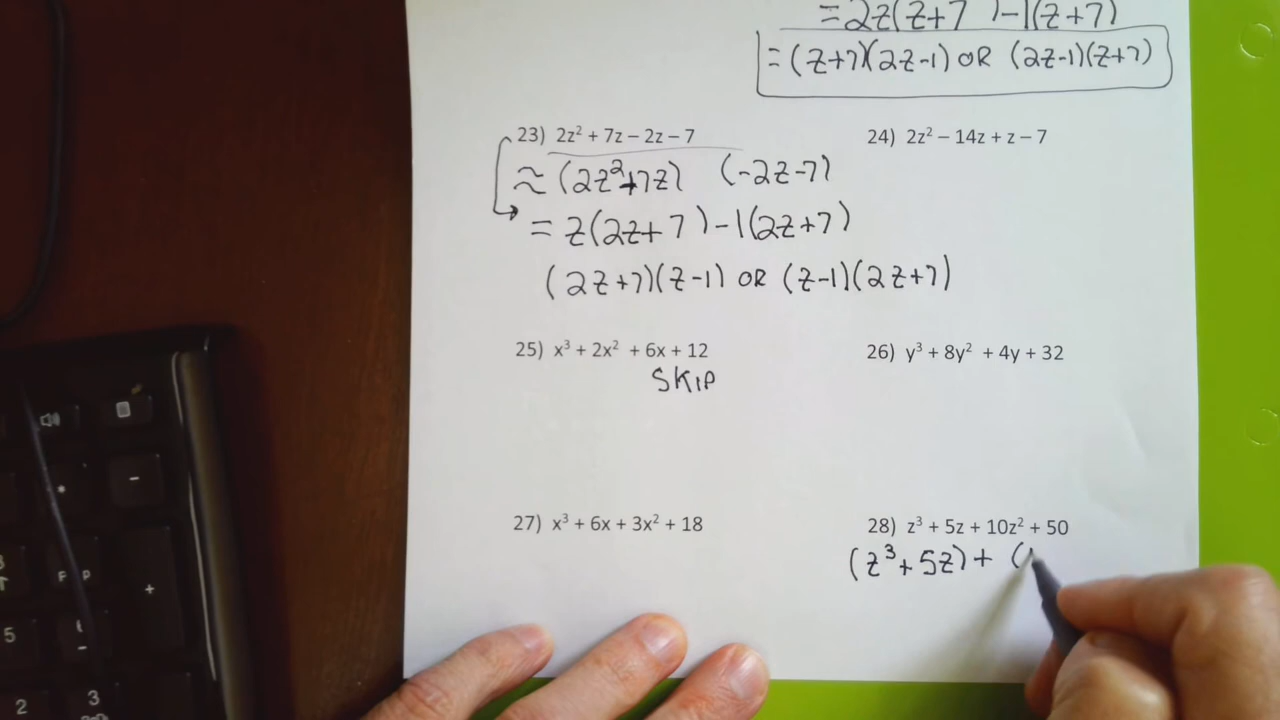 = 2z(z+7 ) -1(z+7)
= (z+7)(2z-1) OR (2z-1)(z+7)
23) 2z² + 7z – 2z – 7
≈ (2z²+7z) (-2z-7)
= z(2z+7 ) -1(2z+7)
(2z+7)(z-1) OR (z-1)(2z+7)
24) 2z² – 14z + z – 7
25) x³ + 2x² + 6x + 12
SKIP
26) y³ + 8y² + 4y + 32
27) x³ + 6x + 3x² + 18
28) z³ + 5z + 10z² + 50
(z³+5z)+ (
*
-
+
5
2
3